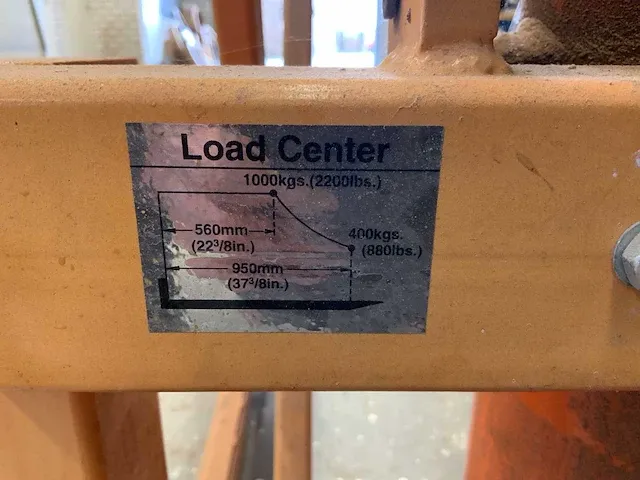 Load Center
1000kgs.(2200lbs.)
560mm
(22³/8in.)
400kgs.
(880lbs.)
950mm
(37³/8in.)